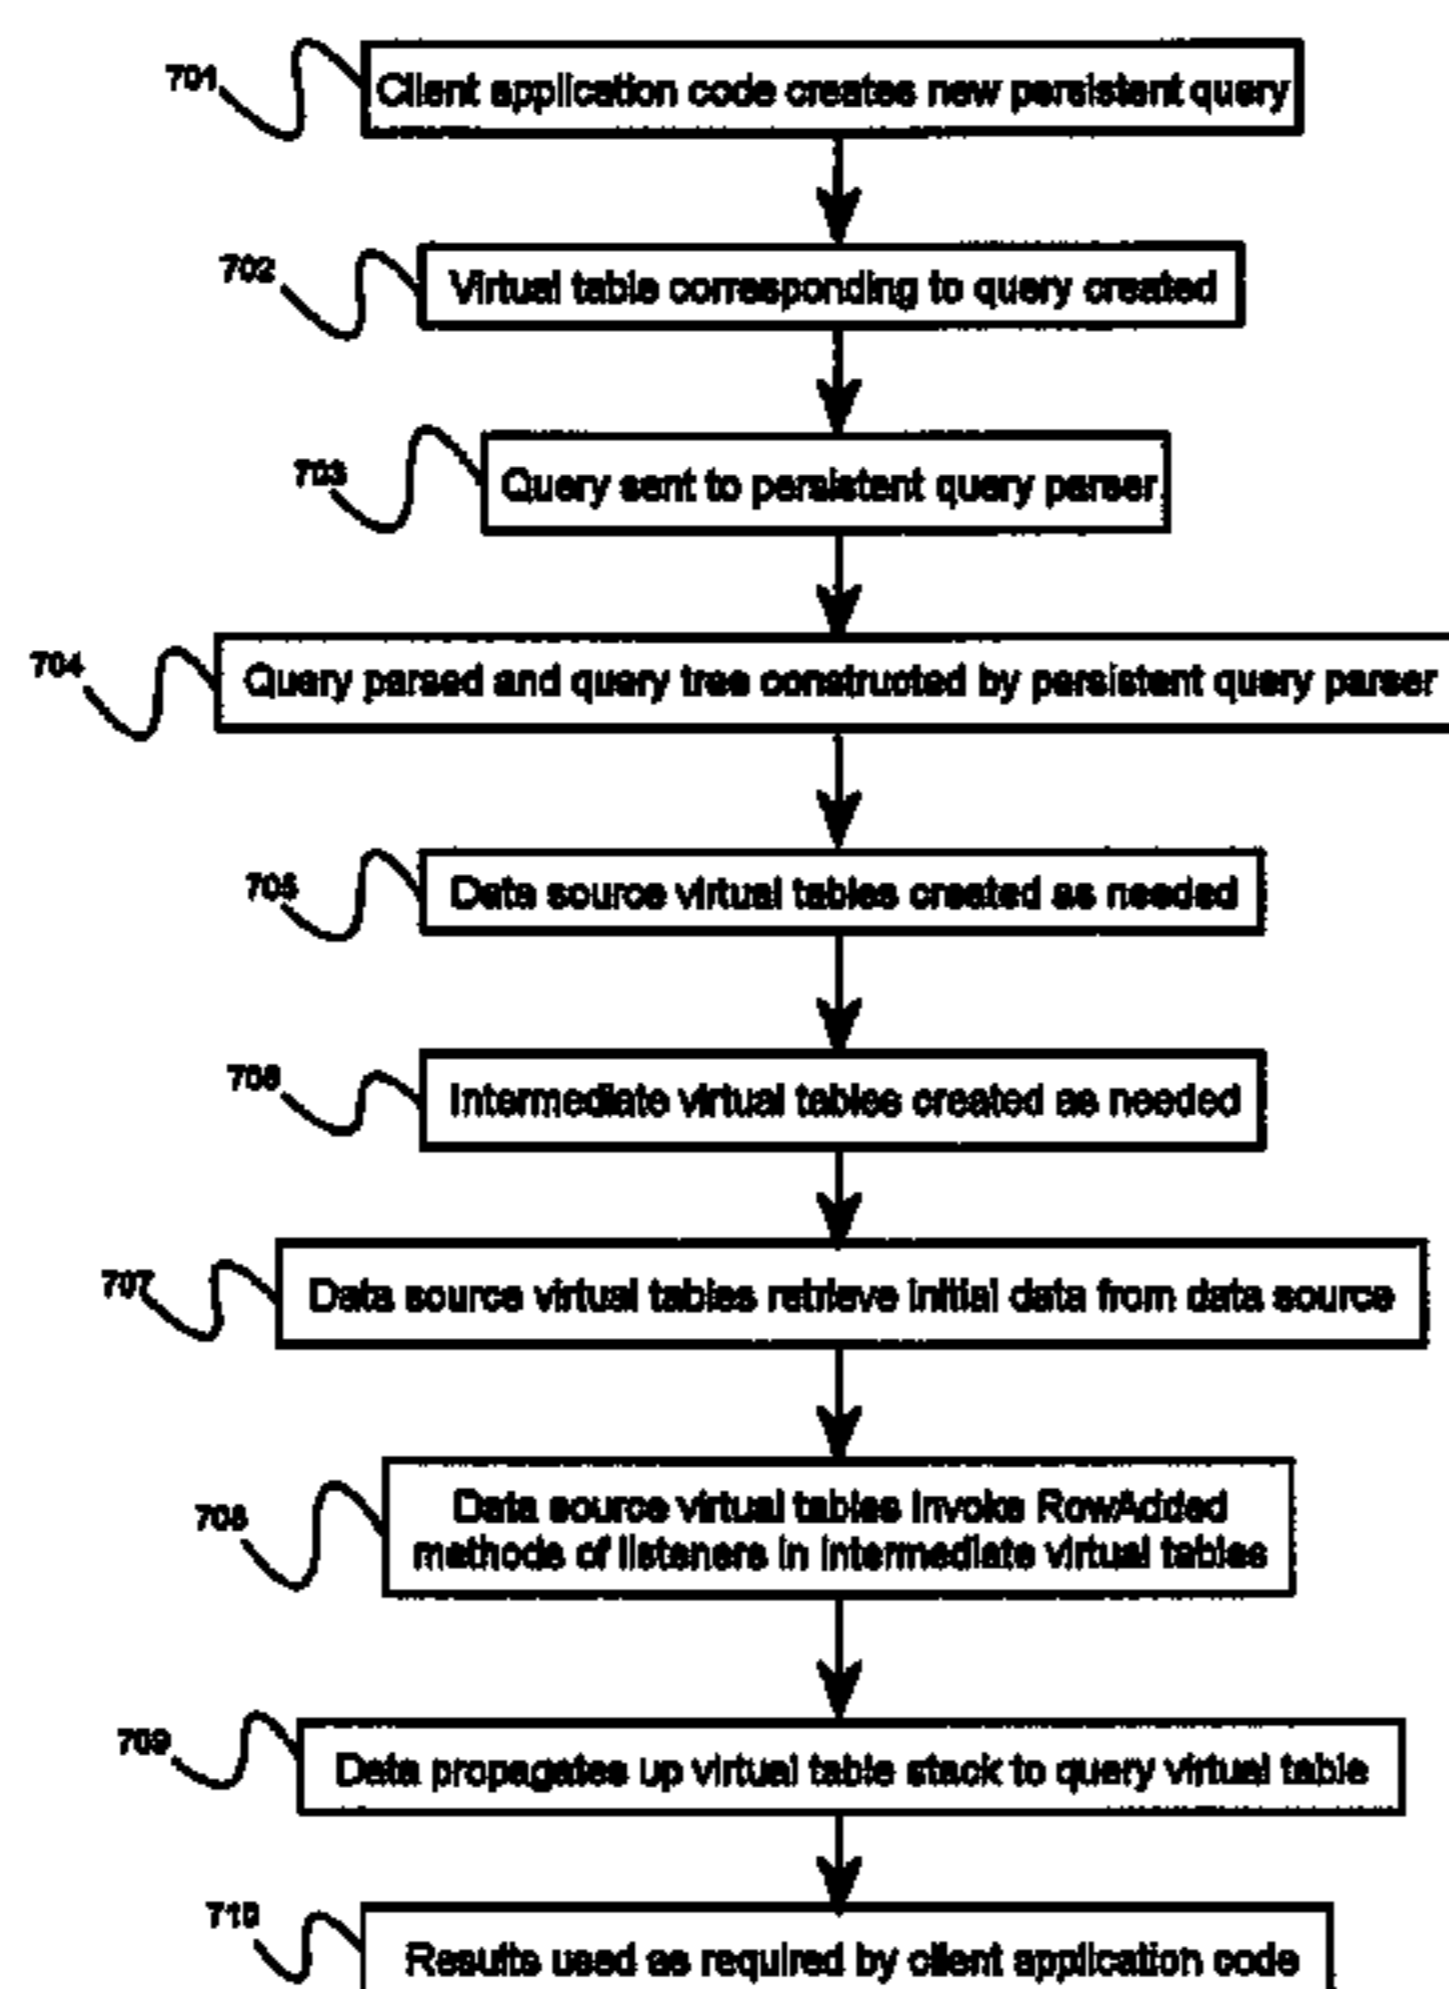 701
Client application code creates new persistent query
702
Virtual table corresponding to query created
703
Query sent to persistent query parser
704
Query parsed and query tree constructed by persistent query parser
705
Data source virtual tables created as needed
706
Intermediate virtual tables created as needed
707
Data source virtual tables retrieve initial data from data source
708
Data source virtual tables invoke RowAdded
methods of listeners in intermediate virtual tables
709
Data propagates up virtual table stack to query virtual table
710
Results used as required by client application code